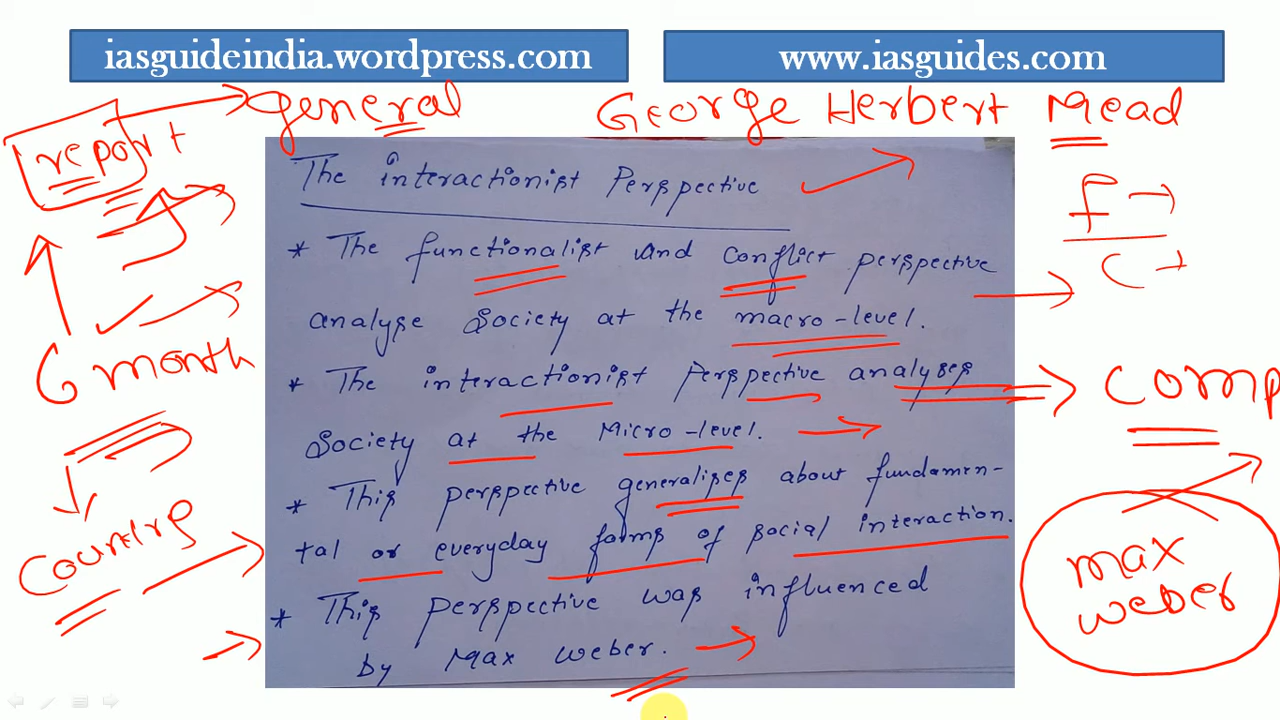 iasguideindia.wordpress.com
www.iasguides.com
general
George Herbert Mead
report
The interactionist Perspective
f
* The functionalist and conflict perspective
c
analyse Society at the macro-level.
6 month
* The interactionist Perspective analyses
comp
Society at the Micro-level.
* This perspective generalises about fundamen-
tal or everyday forms of social interaction.
max
weber
* This perspective was influenced
by Max weber.